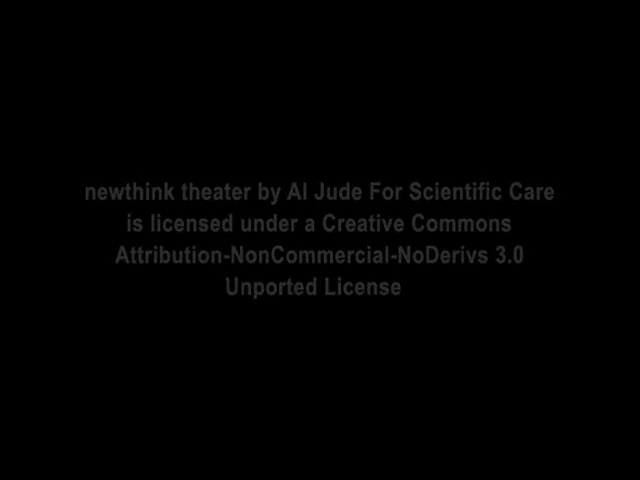 newthink theater by Al Jude For Scientific Care
is licensed under a Creative Commons
Attribution-NonCommercial-NoDerivs 3.0
Unported License